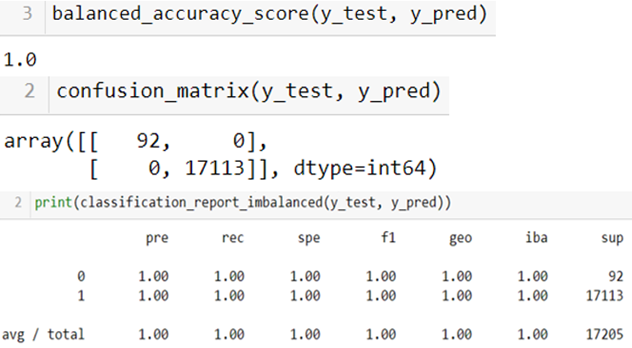 3 balanced_accuracy_score(y_test, y_pred)
1.0
2 confusion_matrix(y_test, y_pred)
array([[ 92, 0],
[ 0, 17113]], dtype=int64)
2 print(classification_report_imbalanced(y_test, y_pred))
pre rec spe f1 geo iba sup
0 1.00 1.00 1.00 1.00 1.00 1.00 92
1 1.00 1.00 1.00 1.00 1.00 1.00 17113
avg / total 1.00 1.00 1.00 1.00 1.00 1.00 17205